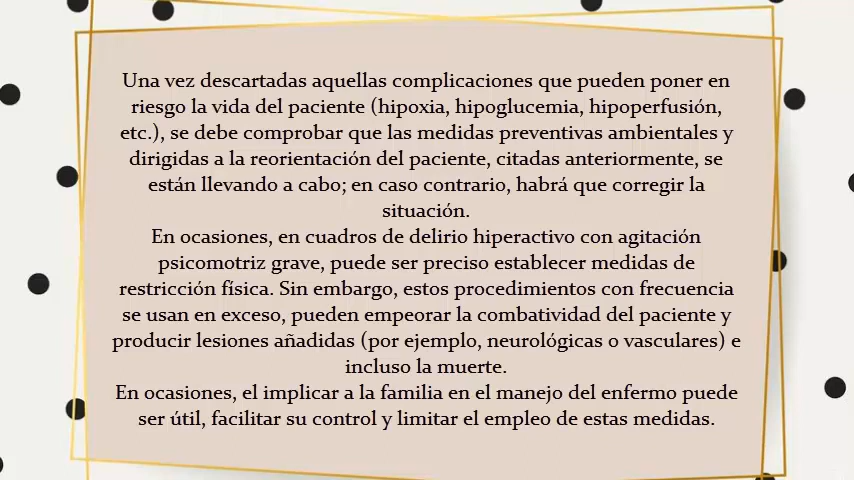 Una vez descartadas aquellas complicaciones que pueden poner en
riesgo la vida del paciente (hipoxia, hipoglucemia, hipoperfusión,
etc.), se debe comprobar que las medidas preventivas ambientales y
dirigidas a la reorientación del paciente, citadas anteriormente, se
están llevando a cabo; en caso contrario, habrá que corregir la
situación.
En ocasiones, en cuadros de delirio hiperactivo con agitación
psicomotriz grave, puede ser preciso establecer medidas de
restricción física. Sin embargo, estos procedimientos con frecuencia
se usan en exceso, pueden empeorar la combatividad del paciente y
producir lesiones añadidas (por ejemplo, neurológicas o vasculares) e
incluso la muerte.
En ocasiones, el implicar a la familia en el manejo del enfermo puede
ser útil, facilitar su control y limitar el empleo de estas medidas.